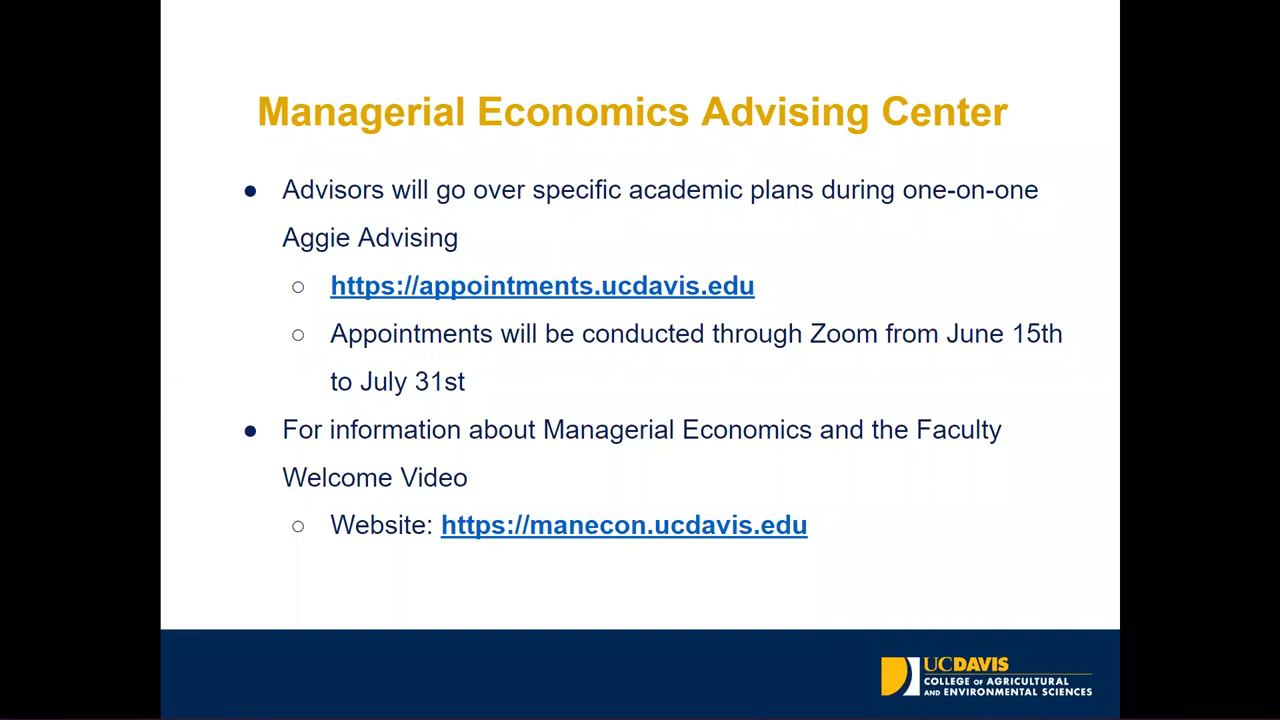 Managerial Economics Advising Center
● Advisors will go over specific academic plans during one-on-one
Aggie Advising
○ https://appointments.ucdavis.edu
○ Appointments will be conducted through Zoom from June 15th
to July 31st
● For information about Managerial Economics and the Faculty
Welcome Video
○ Website: https://manecon.ucdavis.edu
UCDAVIS
COLLEGE OF AGRICULTURAL
AND ENVIRONMENTAL SCIENCES